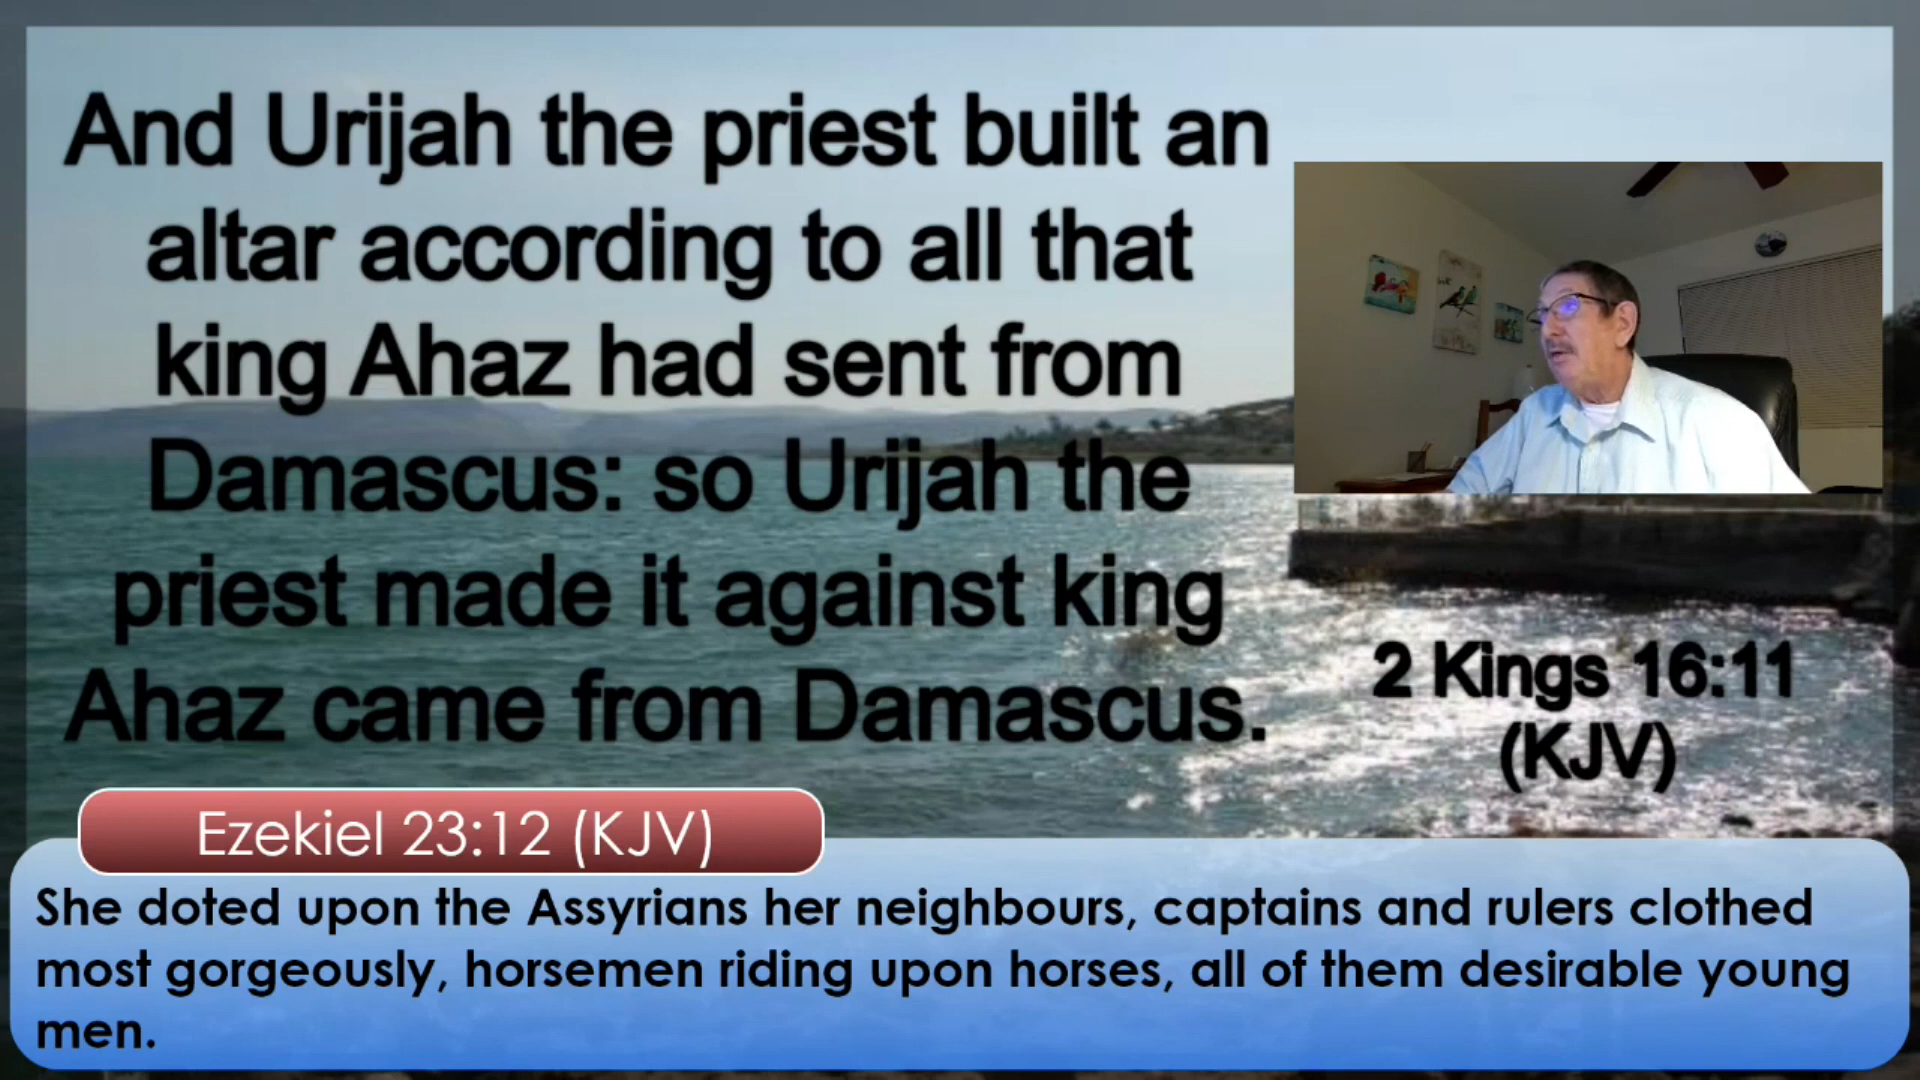 And Urijah the priest built an
altar according to all that
king Ahaz had sent from
Damascus: so Urijah the
priest made it against king
Ahaz came from Damascus.
2 Kings 16:11
(KJV)
Ezekiel 23:12 (KJV)
She doted upon the Assyrians her neighbours, captains and rulers clothed
most gorgeously, horsemen riding upon horses, all of them desirable young
men.